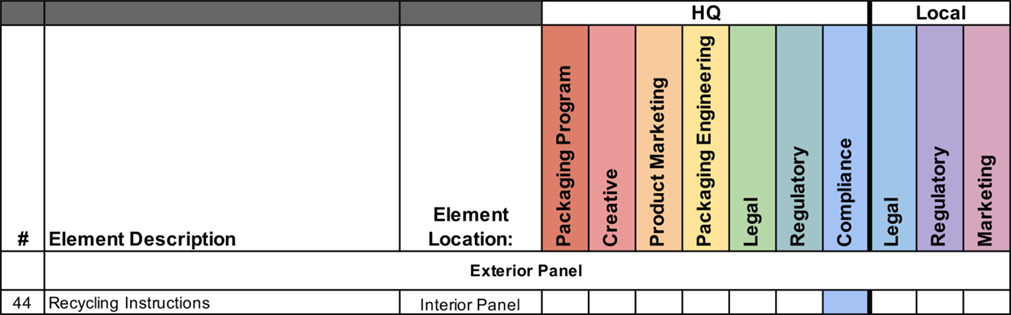 HQ Local
# Element Description Element Location: Packaging Program Creative Product Marketing Packaging Engineering Legal Regulatory Compliance Legal Regulatory Marketing
Exterior Panel
44 Recycling Instructions Interior Panel